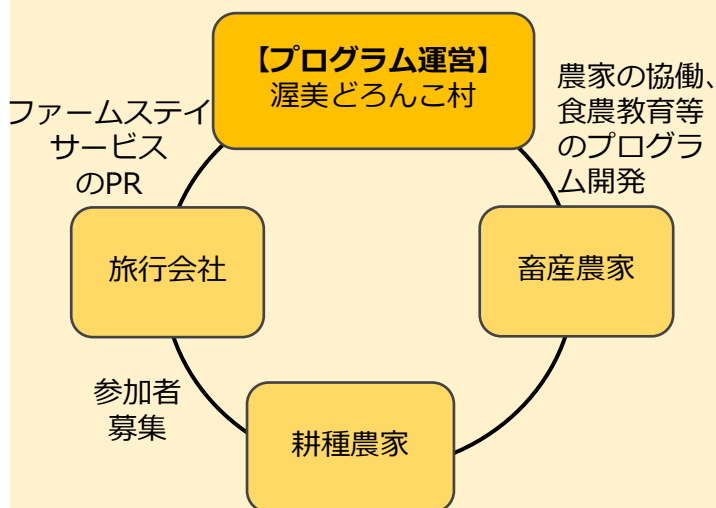 【プログラム運営】
渥美どろんこ村
ファームステイ
サービス
のPR
農家の協働、
食農教育等
のプログラ
ム開発
旅行会社
畜産農家
参加者
募集
耕種農家